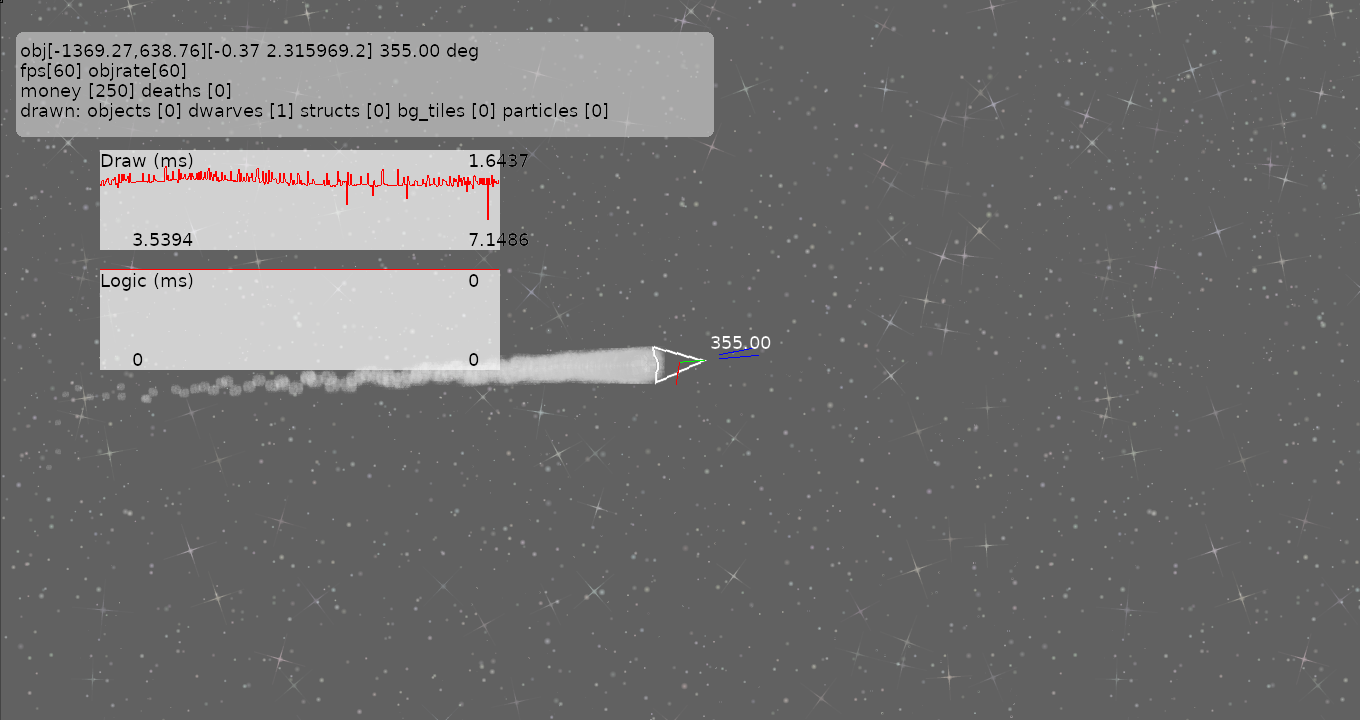 obj[-1369.27,638.76][-0.37 2.315969.2] 355.00 deg
fps[60] objrate[60]
money [250] deaths [0]
drawn: objects [0] dwarves [1] structs [0] bg_tiles [0] particles [0]
Draw (ms) 1.6437
3.5394 7.1486
Logic (ms) 0
0 0
355.00